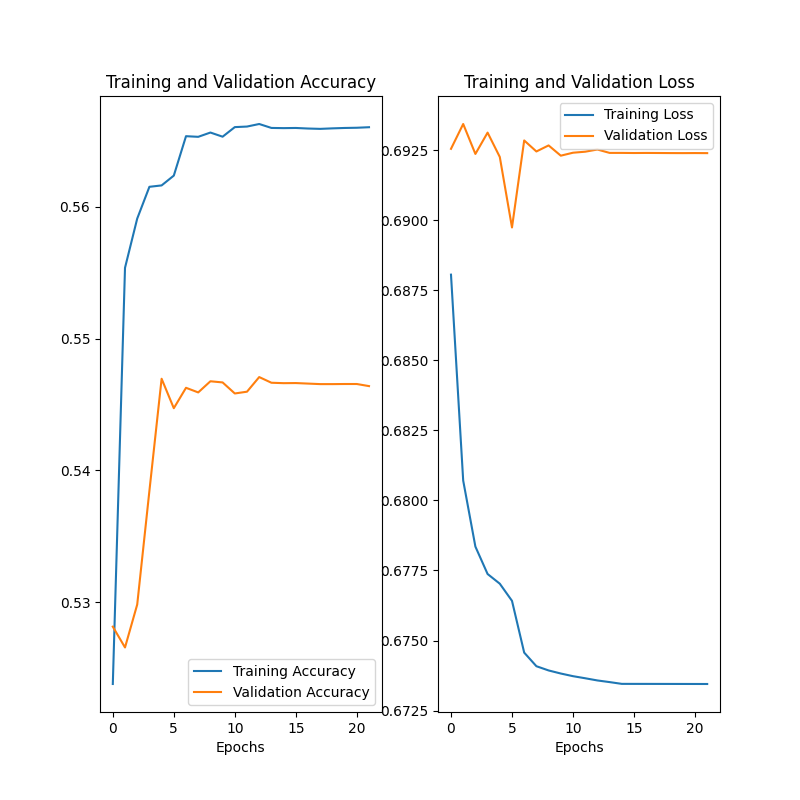 Training and Validation Accuracy
0.56
0.55
0.54
0.53
Training Accuracy
Validation Accuracy
0 5 10 15 20
Epochs
Training and Validation Loss
Training Loss
Validation Loss
0.6925
0.6900
0.6875
0.6850
0.6825
0.6800
0.6775
0.6750
0.6725
0 5 10 15 20
Epochs